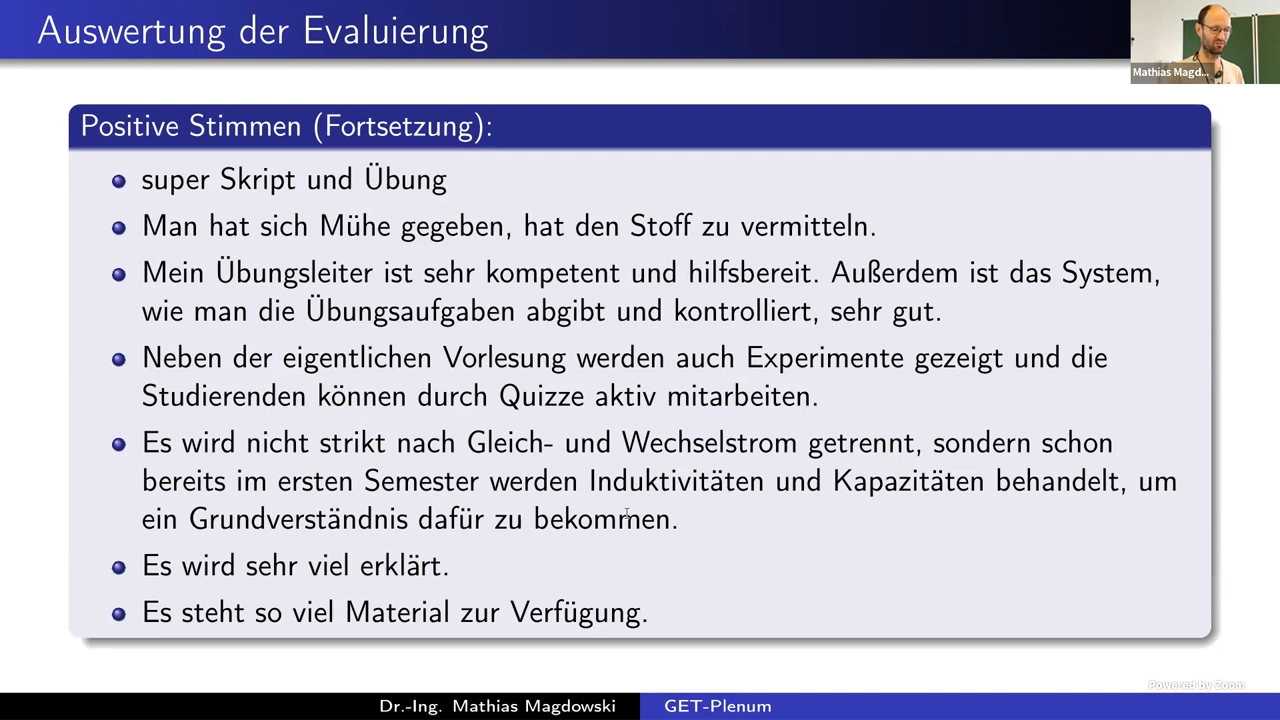 Auswertung der Evaluierung
Mathias Magd...
Positive Stimmen (Fortsetzung):
super Skript und Übung
Man hat sich Mühe gegeben, hat den Stoff zu vermitteln.
Mein Übungsleiter ist sehr kompetent und hilfsbereit. Außerdem ist das System,
wie man die Übungsaufgaben abgibt und kontrolliert, sehr gut.
Neben der eigentlichen Vorlesung werden auch Experimente gezeigt und die
Studierenden können durch Quizze aktiv mitarbeiten.
Es wird nicht strikt nach Gleich- und Wechselstrom getrennt, sondern schon
bereits im ersten Semester werden Induktivitäten und Kapazitäten behandelt, um
ein Grundverständnis dafür zu bekommen.
Es wird sehr viel erklärt.
Es steht so viel Material zur Verfügung.
Powered by Zoom
Dr.-Ing. Mathias Magdowski
GET-Plenum